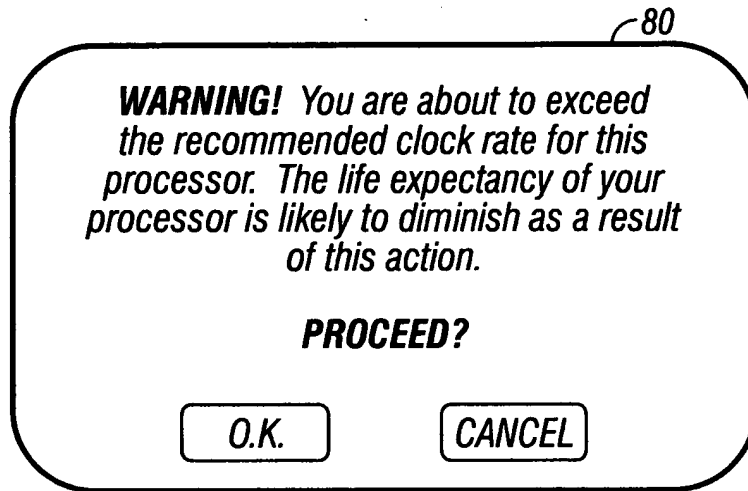 80
WARNING! You are about to exceed
the recommended clock rate for this
processor. The life expectancy of your
processor is likely to diminish as a result
of this action.
PROCEED?
O.K.
CANCEL